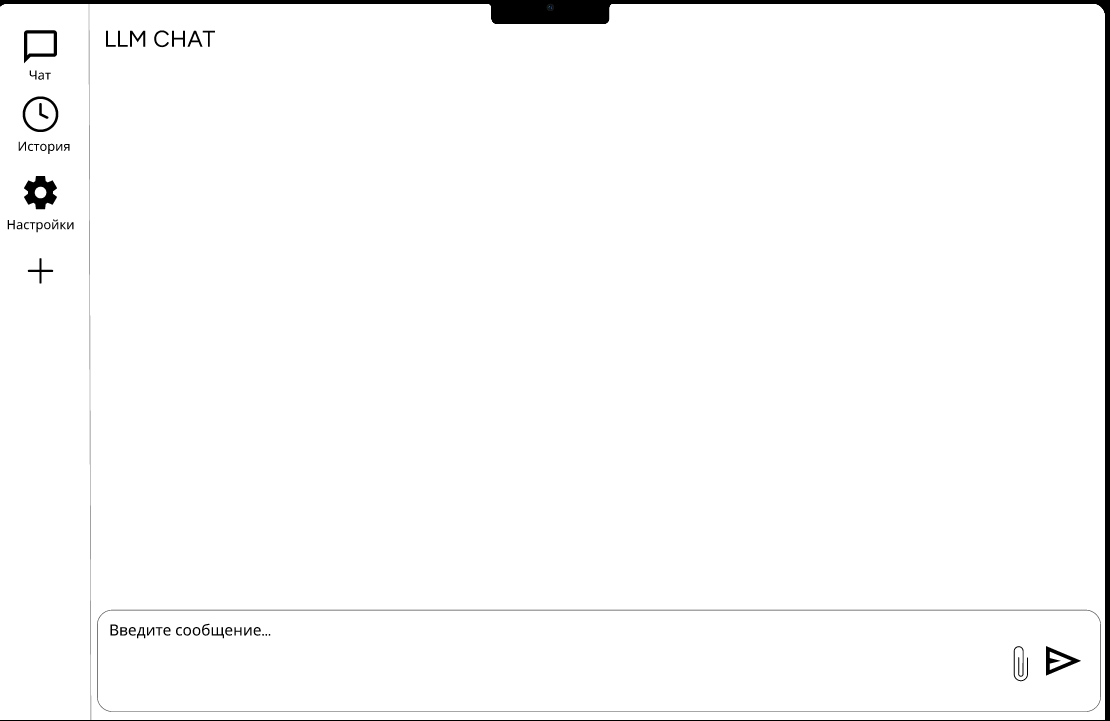 LLM CHAT
Чат
История
Настройки
Введите сообщение...